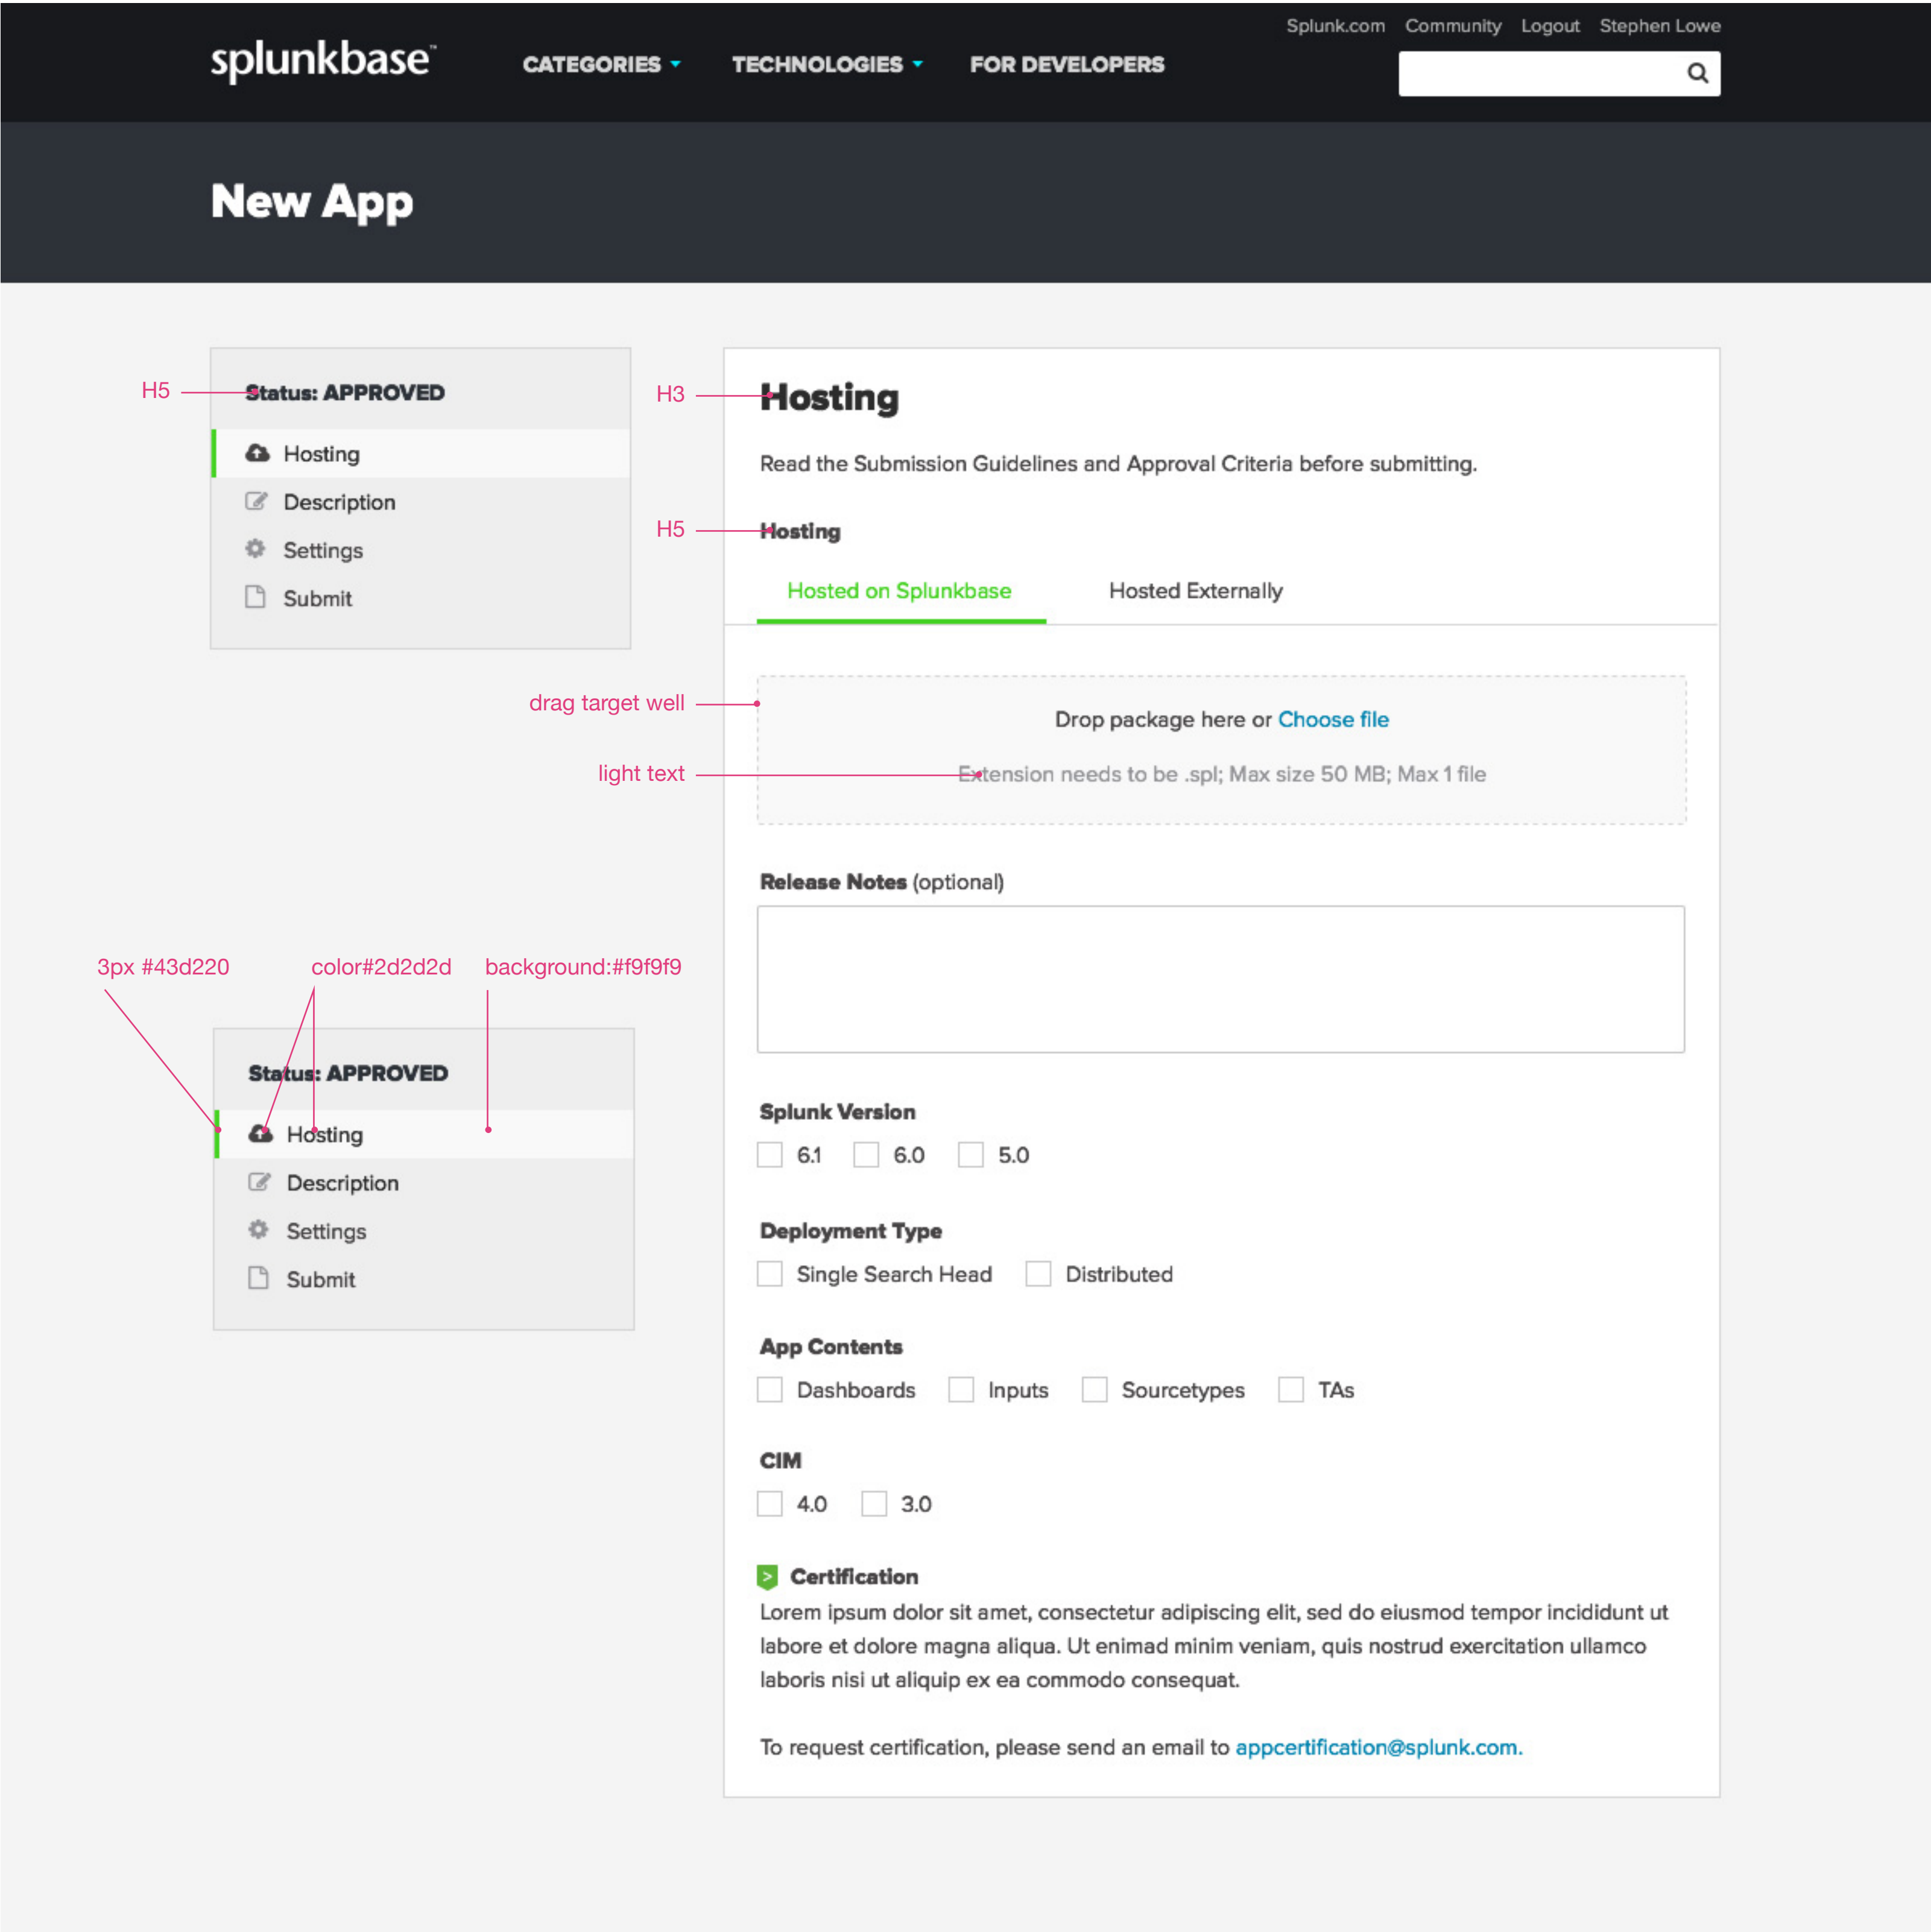 Splunk.com Community Logout Stephen Lowe
splunkbase™ CATEGORIES TECHNOLOGIES FOR DEVELOPERS
New App
H5 Status: APPROVED
Hosting
Description
Settings
Submit
H3 Hosting
Read the Submission Guidelines and Approval Criteria before submitting.
H5 Hosting
Hosted on Splunkbase Hosted Externally
drag target well
Drop package here or Choose file
light text
Extension needs to be .spl; Max size 50 MB; Max 1 file
Release Notes (optional)
3px #43d220 color#2d2d2d background:#f9f9f9
Status: APPROVED
Hosting
Description
Settings
Submit
Splunk Version
6.1 6.0 5.0
Deployment Type
Single Search Head Distributed
App Contents
Dashboards Inputs Sourcetypes TAs
CIM
4.0 3.0
> Certification
Lorem ipsum dolor sit amet, consectetur adipiscing elit, sed do eiusmod tempor incididunt ut
labore et dolore magna aliqua. Ut enimad minim veniam, quis nostrud exercitation ullamco
laboris nisi ut aliquip ex ea commodo consequat.
To request certification, please send an email to appcertification@splunk.com.